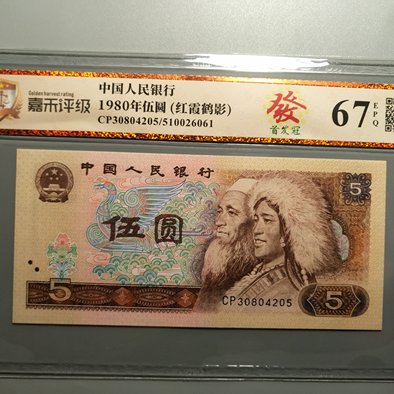 Golden harvest rating
嘉禾评级
中国人民银行
1980年伍圆 (红霞鹤影)
CP30804205/510026061
發
首发冠
67 EPQ
中国人民银行
5
伍圆
5
CP30804205
5